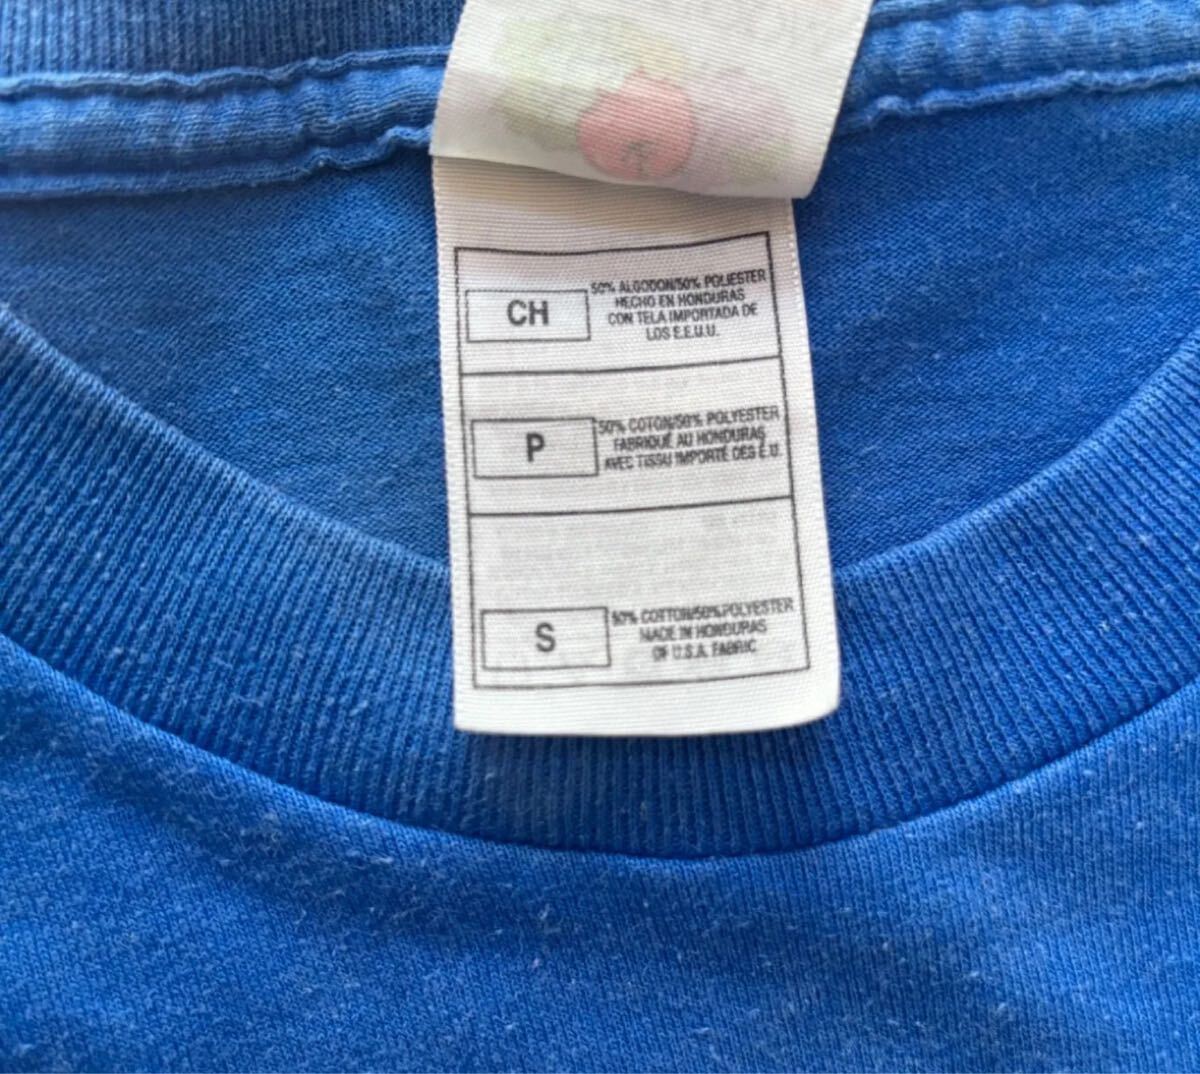 CH
50% ALGODON/50% POLIESTER
HECHO EN HONDURAS
CON TELA IMPORTADA DE
LOS E.E.U.U.
P
50% COTON/50% POLYESTER
FABRIQUÉ AU HONDURAS
AVEC TISSU IMPORTÉ DES É.U.
S
50% COTTON/50% POLYESTER
MADE IN HONDURAS
OF U.S.A. FABRIC